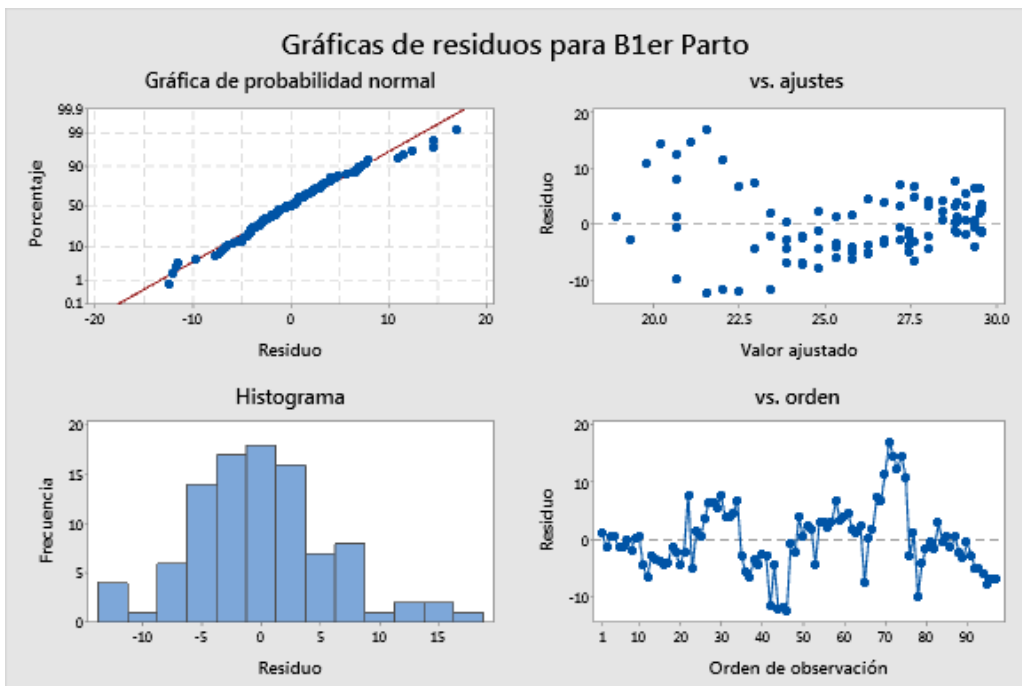 Gráficas de residuos para B1er Parto
Gráfica de probabilidad normal
99.9
99
90
50
10
1
0.1
Porcentaje
-20 -10 0 10 20
Residuo
vs. ajustes
20
10
0
-10
Residuo
20.0 22.5 25.0 27.5 30.0
Valor ajustado
Histograma
20
15
10
5
0
Frecuencia
-10 -5 0 5 10 15
Residuo
vs. orden
20
10
0
-10
Residuo
1 10 20 30 40 50 60 70 80 90
Orden de observación